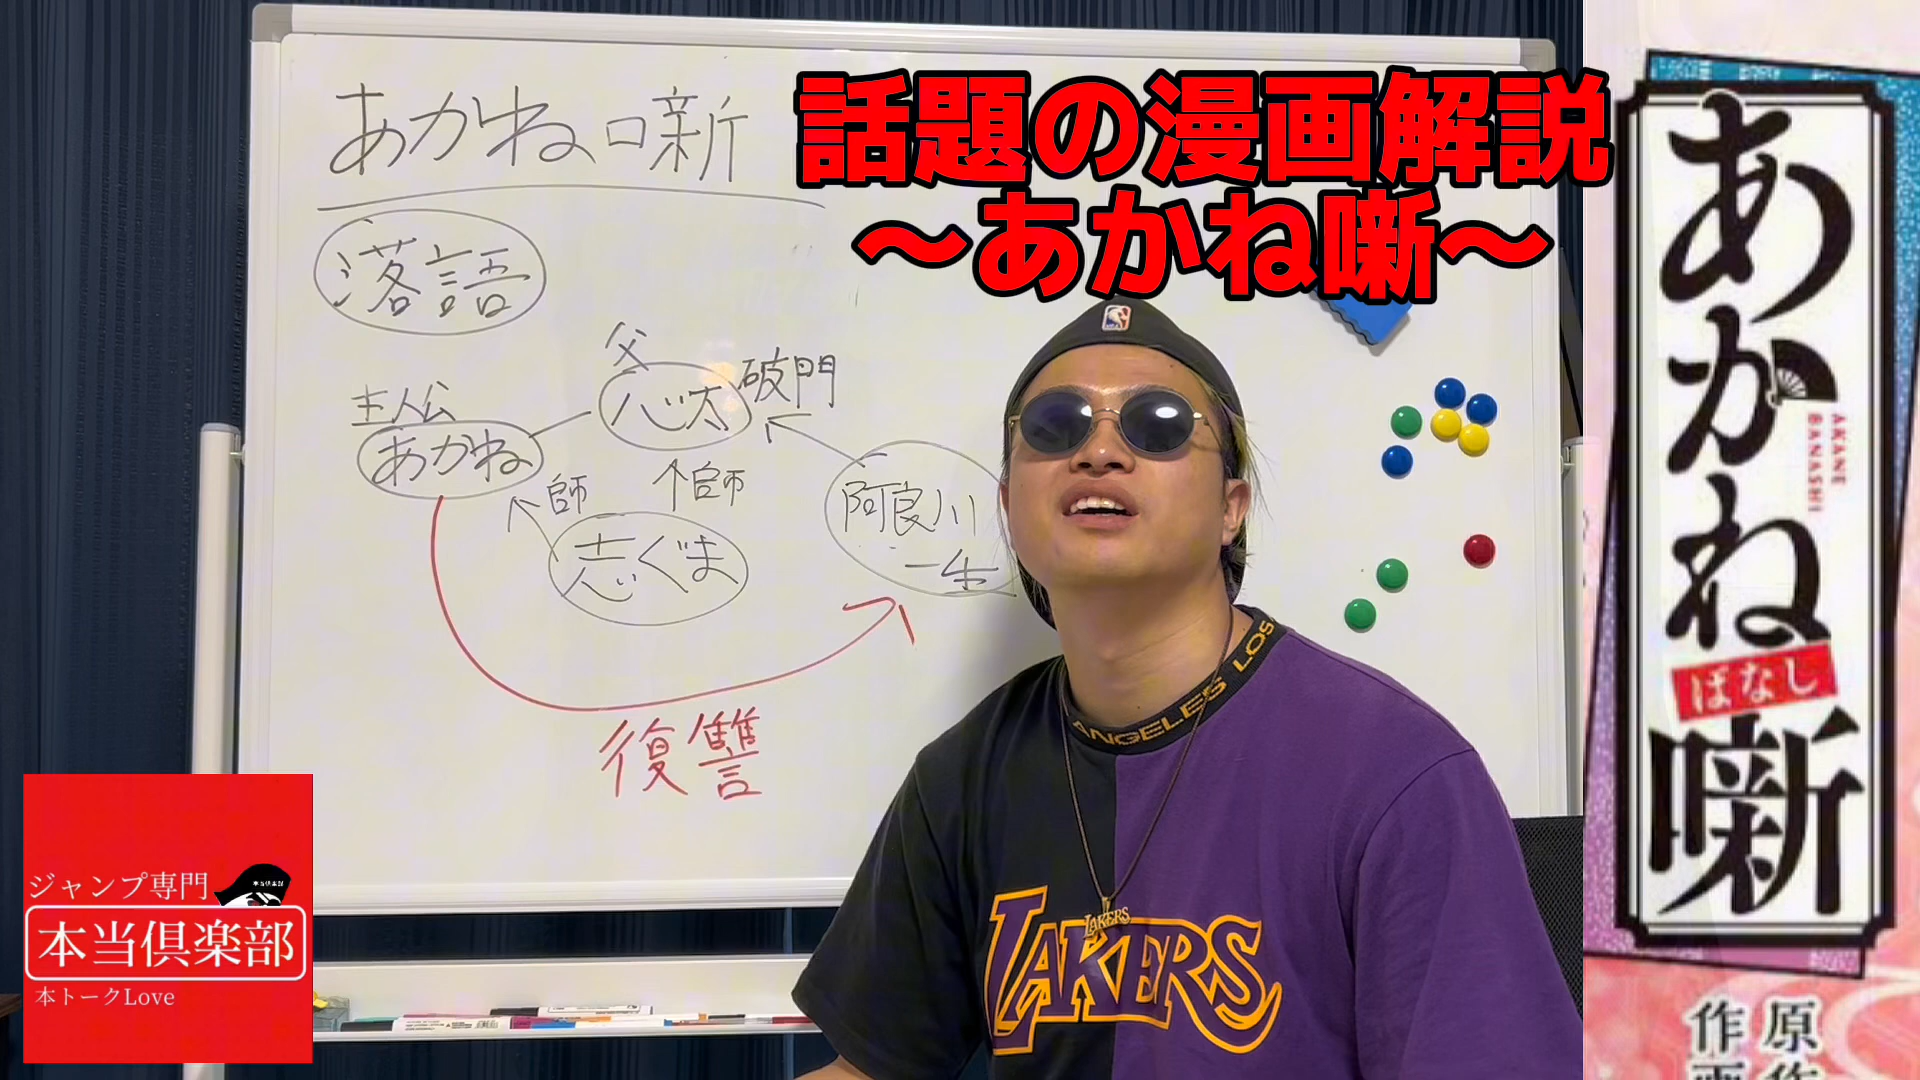 あかね噺
話題の漫画解説
〜あかね噺〜
落語
父
心太
破門
主人公
あかね
師
師
志ぐま
阿良川
一生
復讐
ANGELES LOS
LAKERS
LAKERS
ジャンプ専門
本当倶楽部
本トークLove
あかね噺
ばなし
AKANE
BANASHI
原作
作画